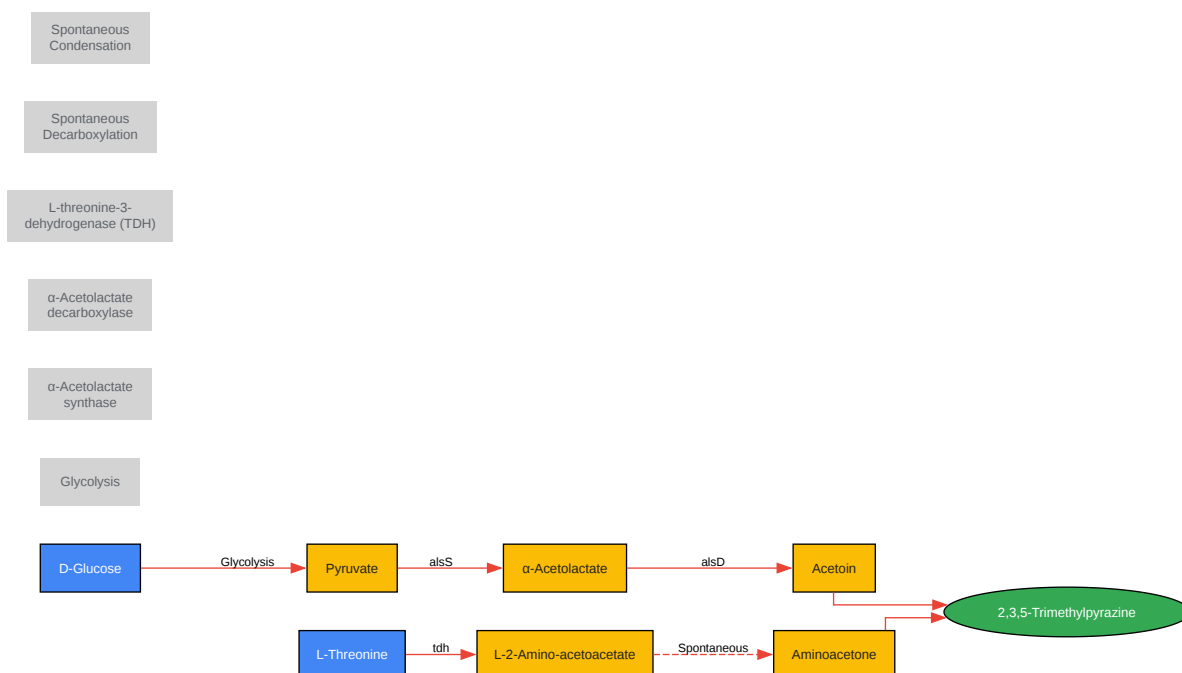 Spontaneous
Condensation
Spontaneous
Decarboxylation
L-threonine-3-
dehydrogenase (TDH)
α-Acetolactate
decarboxylase
α-Acetolactate
synthase
Glycolysis
D-Glucose
Glycolysis
Pyruvate
alsS
α-Acetolactate
alsD
Acetoin
2,3,5-Trimethylpyrazine
L-Threonine
tdh
L-2-Amino-acetoacetate
Spontaneous
Aminoacetone